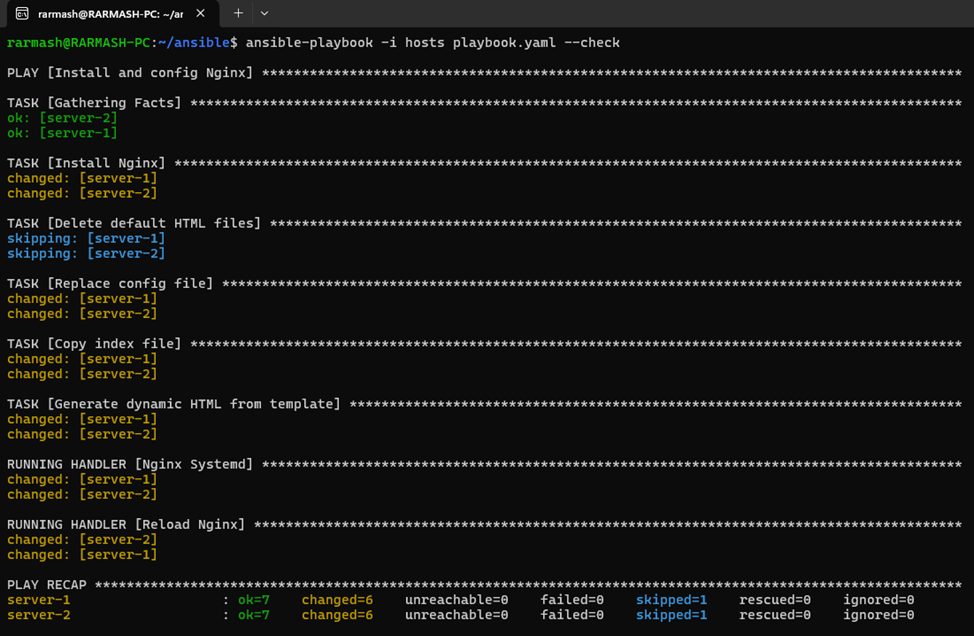 rarmash@RARMASH-PC: ~/ar
rarmash@RARMASH-PC:~/ansible$ ansible-playbook -i hosts playbook.yaml --check
PLAY [Install and config Nginx] ****************************************************************************************
TASK [Gathering Facts] *************************************************************************************************
ok: [server-2]
ok: [server-1]
TASK [Install Nginx] ***************************************************************************************************
changed: [server-1]
changed: [server-2]
TASK [Delete default HTML files] ***************************************************************************************
skipping: [server-1]
skipping: [server-2]
TASK [Replace config file] *********************************************************************************************
changed: [server-1]
changed: [server-2]
TASK [Copy index file] *************************************************************************************************
changed: [server-1]
changed: [server-2]
TASK [Generate dynamic HTML from template] *****************************************************************************
changed: [server-1]
changed: [server-2]
RUNNING HANDLER [Nginx Systemd] ****************************************************************************************
changed: [server-1]
changed: [server-2]
RUNNING HANDLER [Reload Nginx] *****************************************************************************************
changed: [server-2]
changed: [server-1]
PLAY RECAP *************************************************************************************************************
server-1                   : ok=7    changed=6    unreachable=0    failed=0    skipped=1    rescued=0    ignored=0
server-2                   : ok=7    changed=6    unreachable=0    failed=0    skipped=1    rescued=0    ignored=0